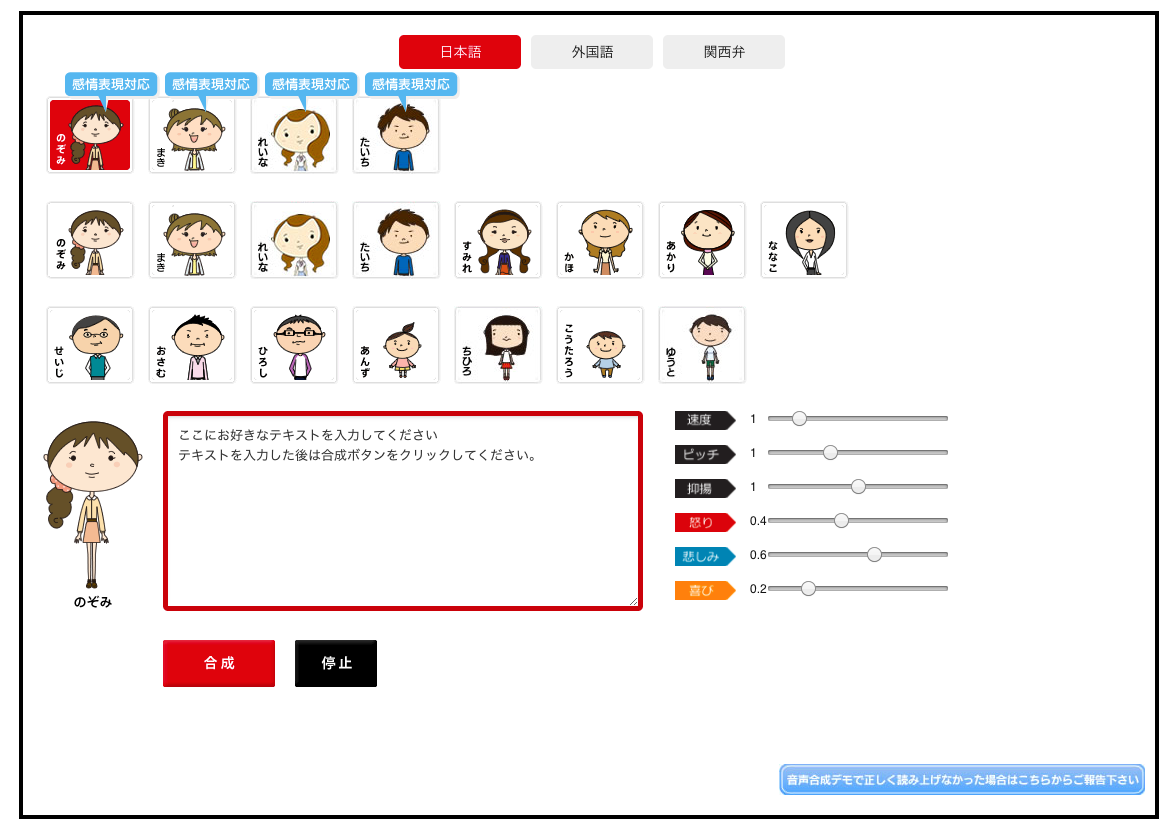 日本語
外国語
関西弁
感情表現対応
感情表現対応
感情表現対応
感情表現対応
のぞみ
まき
れいな
たいち
のぞみ
まき
れいな
たいち
すみれ
かほ
あかり
ななこ
せいじ
おさむ
ひろし
あんず
ちひろ
こうたろう
ゆうと
のぞみ
ここにお好きなテキストを入力してください
テキストを入力した後は合成ボタンをクリックしてください。
速度 1
ピッチ 1
抑揚 1
怒り 0.4
悲しみ 0.6
喜び 0.2
合成
停止
音声合成デモで正しく読み上げなかった場合はこちらからご報告下さい